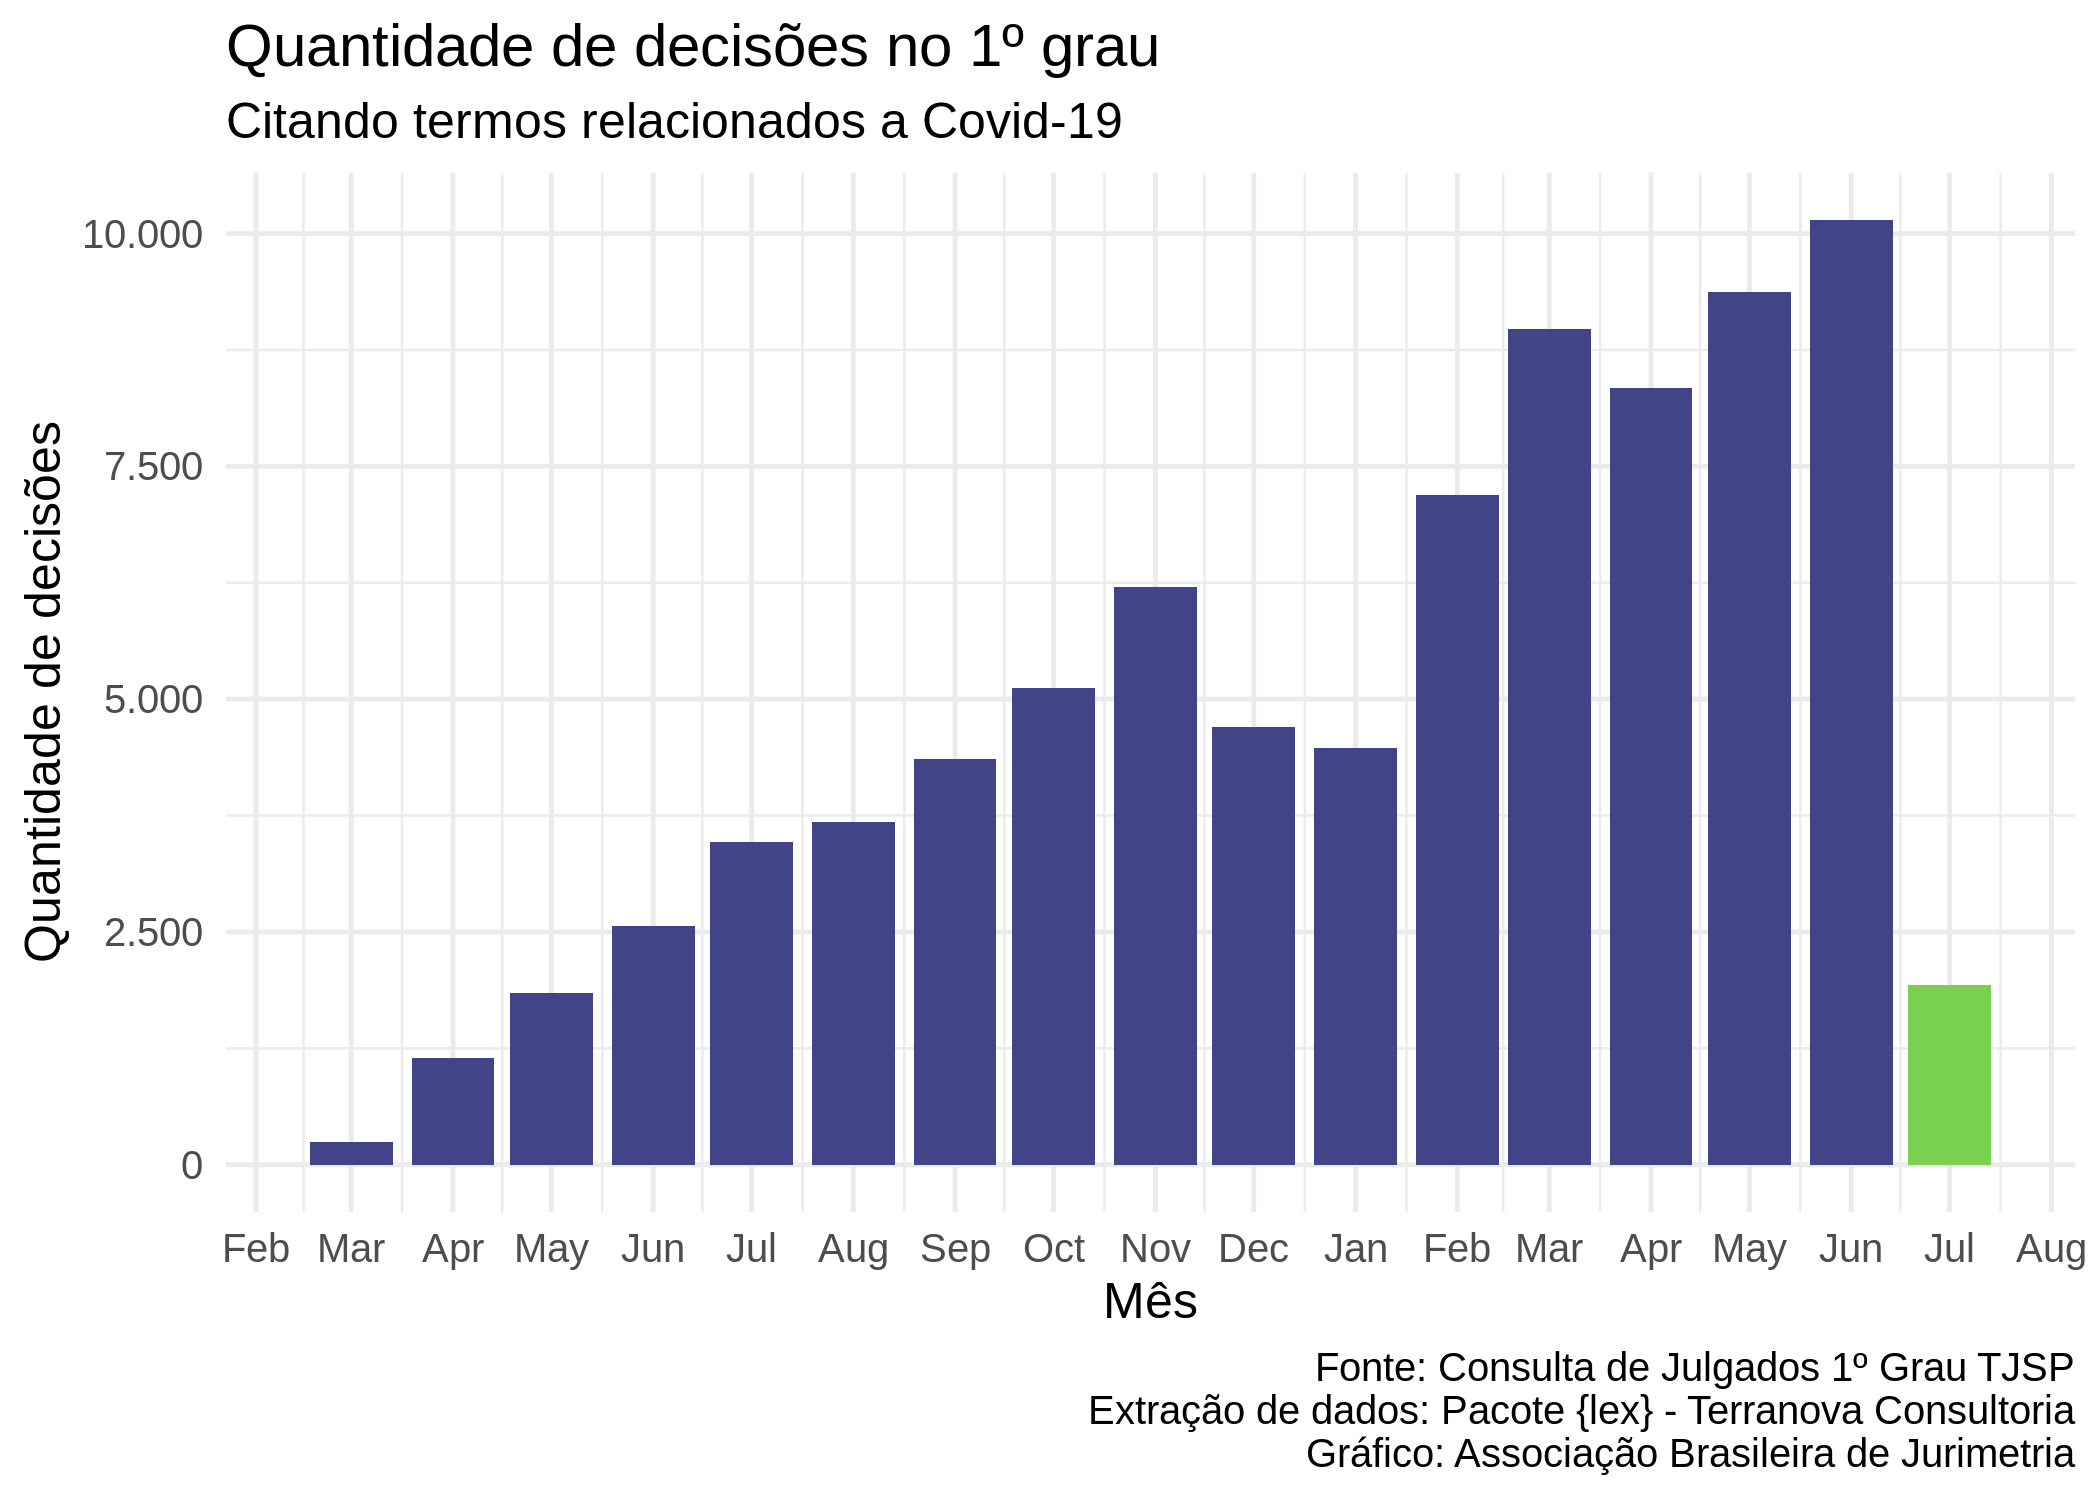 Quantidade de decisões no 1º grau
Citando termos relacionados a Covid-19
Quantidade de decisões
10.000
7.500
5.000
2.500
0
Feb Mar Apr May Jun Jul Aug Sep Oct Nov Dec Jan Feb Mar Apr May Jun Jul Aug
Mês
Fonte: Consulta de Julgados 1º Grau TJSP
Extração de dados: Pacote {lex} - Terranova Consultoria
Gráfico: Associação Brasileira de Jurimetria